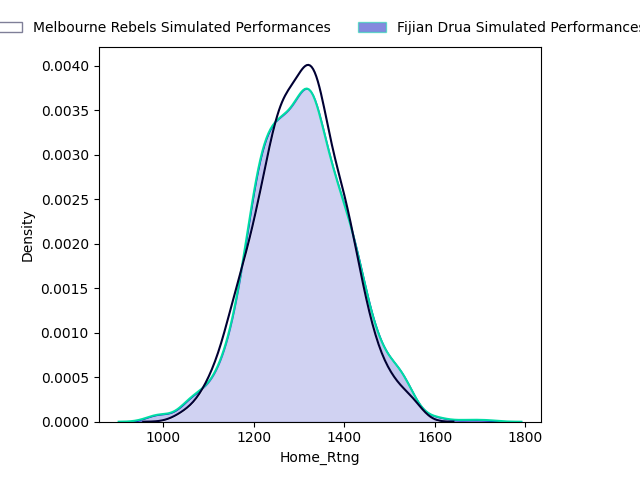 Melbourne Rebels Simulated Performances Fijian Drua Simulated Performances
0.0040
0.0035
0.0030
0.0025
0.0020
0.0015
0.0010
0.0005
0.0000
Density
1000 1200 1400 1600 1800
Home_Rtng